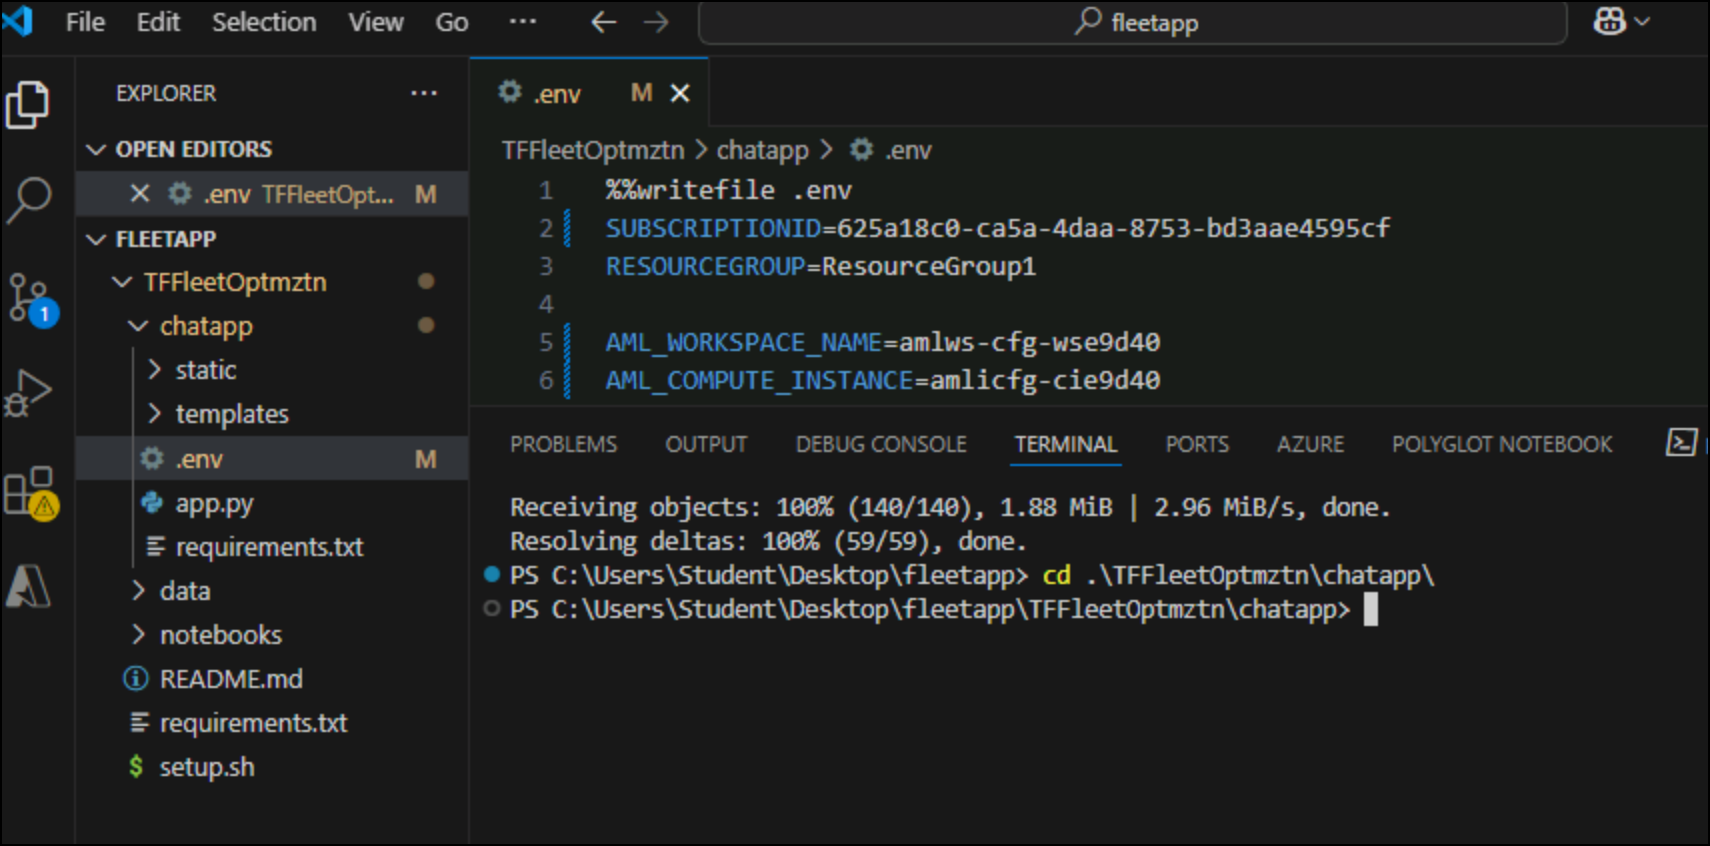 File Edit Selection View Go ··· fleetapp
EXPLORER ···
OPEN EDITORS
.env TFFleetOpt... M
FLEETAPP
TFFleetOptmztn
chatapp
static
templates
.env M
app.py
requirements.txt
data
notebooks
README.md
requirements.txt
$ setup.sh
1
.env M
TFFleetOptmztn > chatapp > .env
1 %%writefile .env
2 SUBSCRIPTIONID=625a18c0-ca5a-4daa-8753-bd3aae4595cf
3 RESOURCEGROUP=ResourceGroup1
4
5 AML_WORKSPACE_NAME=amlws-cfg-wse9d40
6 AML_COMPUTE_INSTANCE=amlicfg-cie9d40
PROBLEMS OUTPUT DEBUG CONSOLE TERMINAL PORTS AZURE POLYGLOT NOTEBOOK
Receiving objects: 100% (140/140), 1.88 MiB | 2.96 MiB/s, done.
Resolving deltas: 100% (59/59), done.
PS C:\Users\Student\Desktop\fleetapp> cd .\TFFleetOptmztn\chatapp\
PS C:\Users\Student\Desktop\fleetapp\TFFleetOptmztn\chatapp>